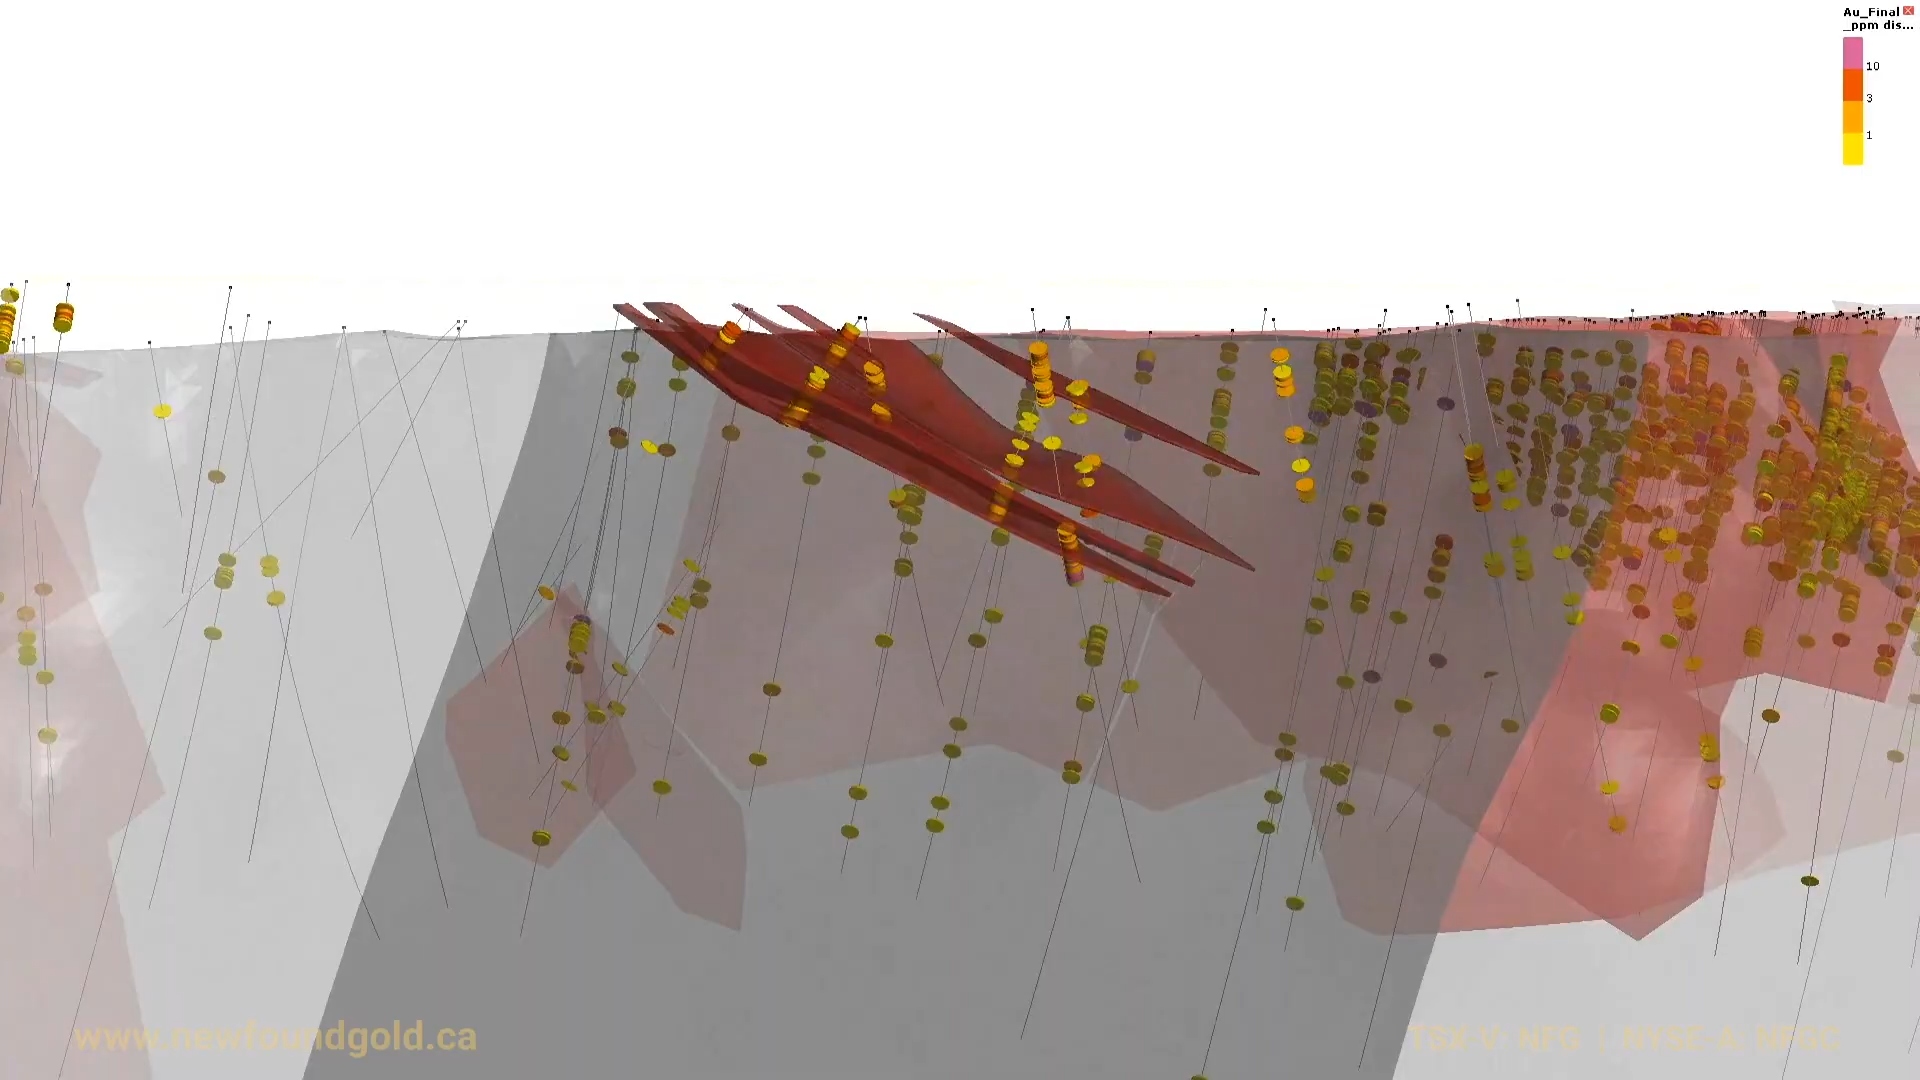 Au_Final
_ppm dis...
10
3
1
www.newfoundgold.ca
TSX-V: NFG | NYSE-A: NFGC